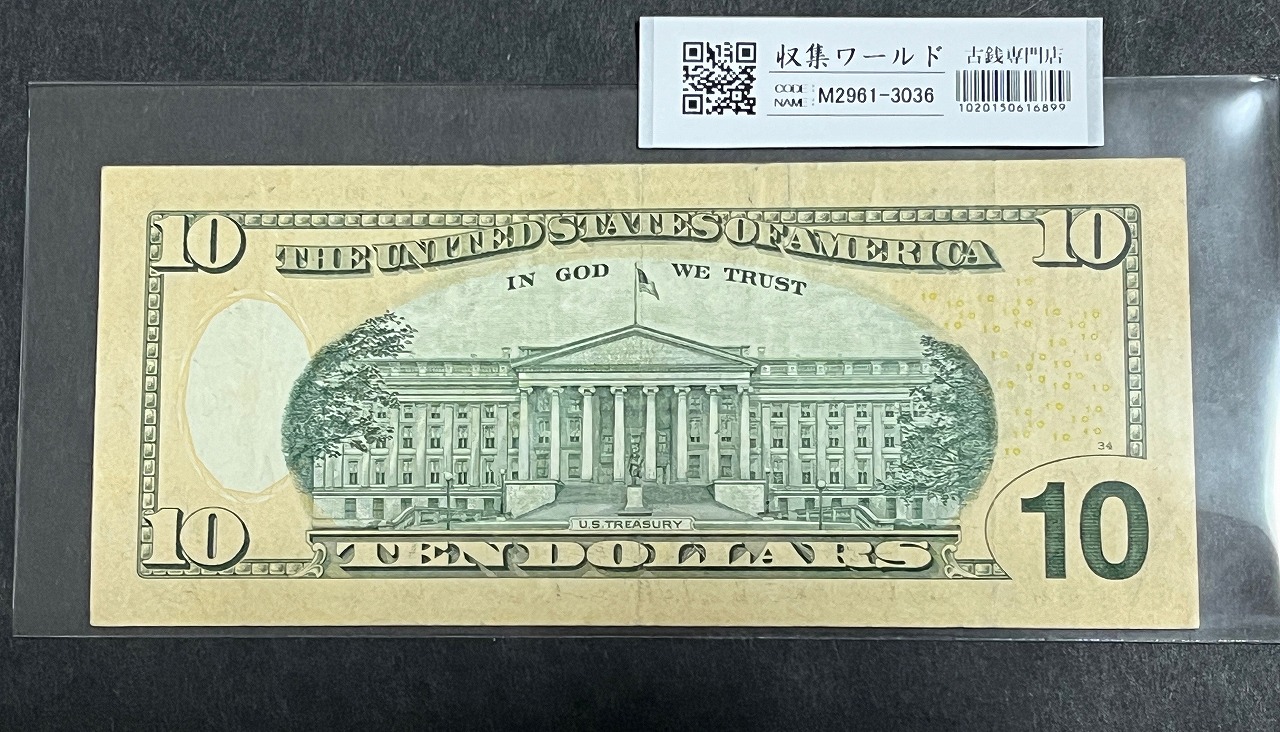 収集ワールド 古銭専門店
CODE :
NAME : M2961-3036
1020150616899
10 THE UNITED STATES OF AMERICA 10
IN GOD WE TRUST
34
10 10
U.S. TREASURY
TEN DOLLARS